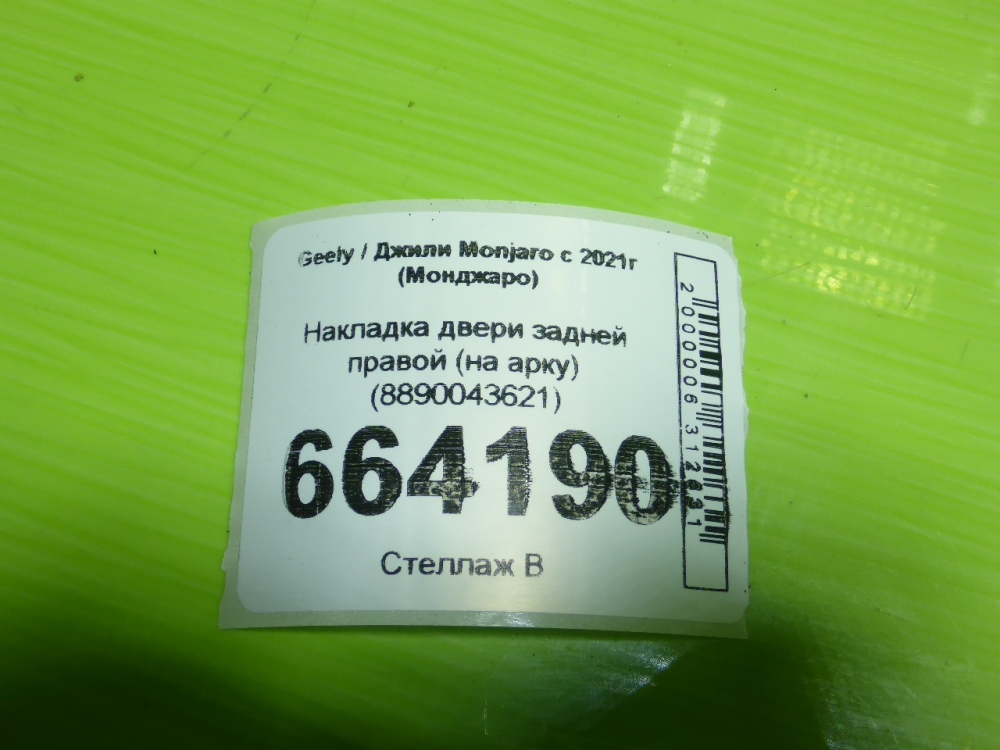 Geely / Джили Monjaro с 2021г
(Монджаро)
Накладка двери задней
правой (на арку)
(8890043621)
664190
Стеллаж В